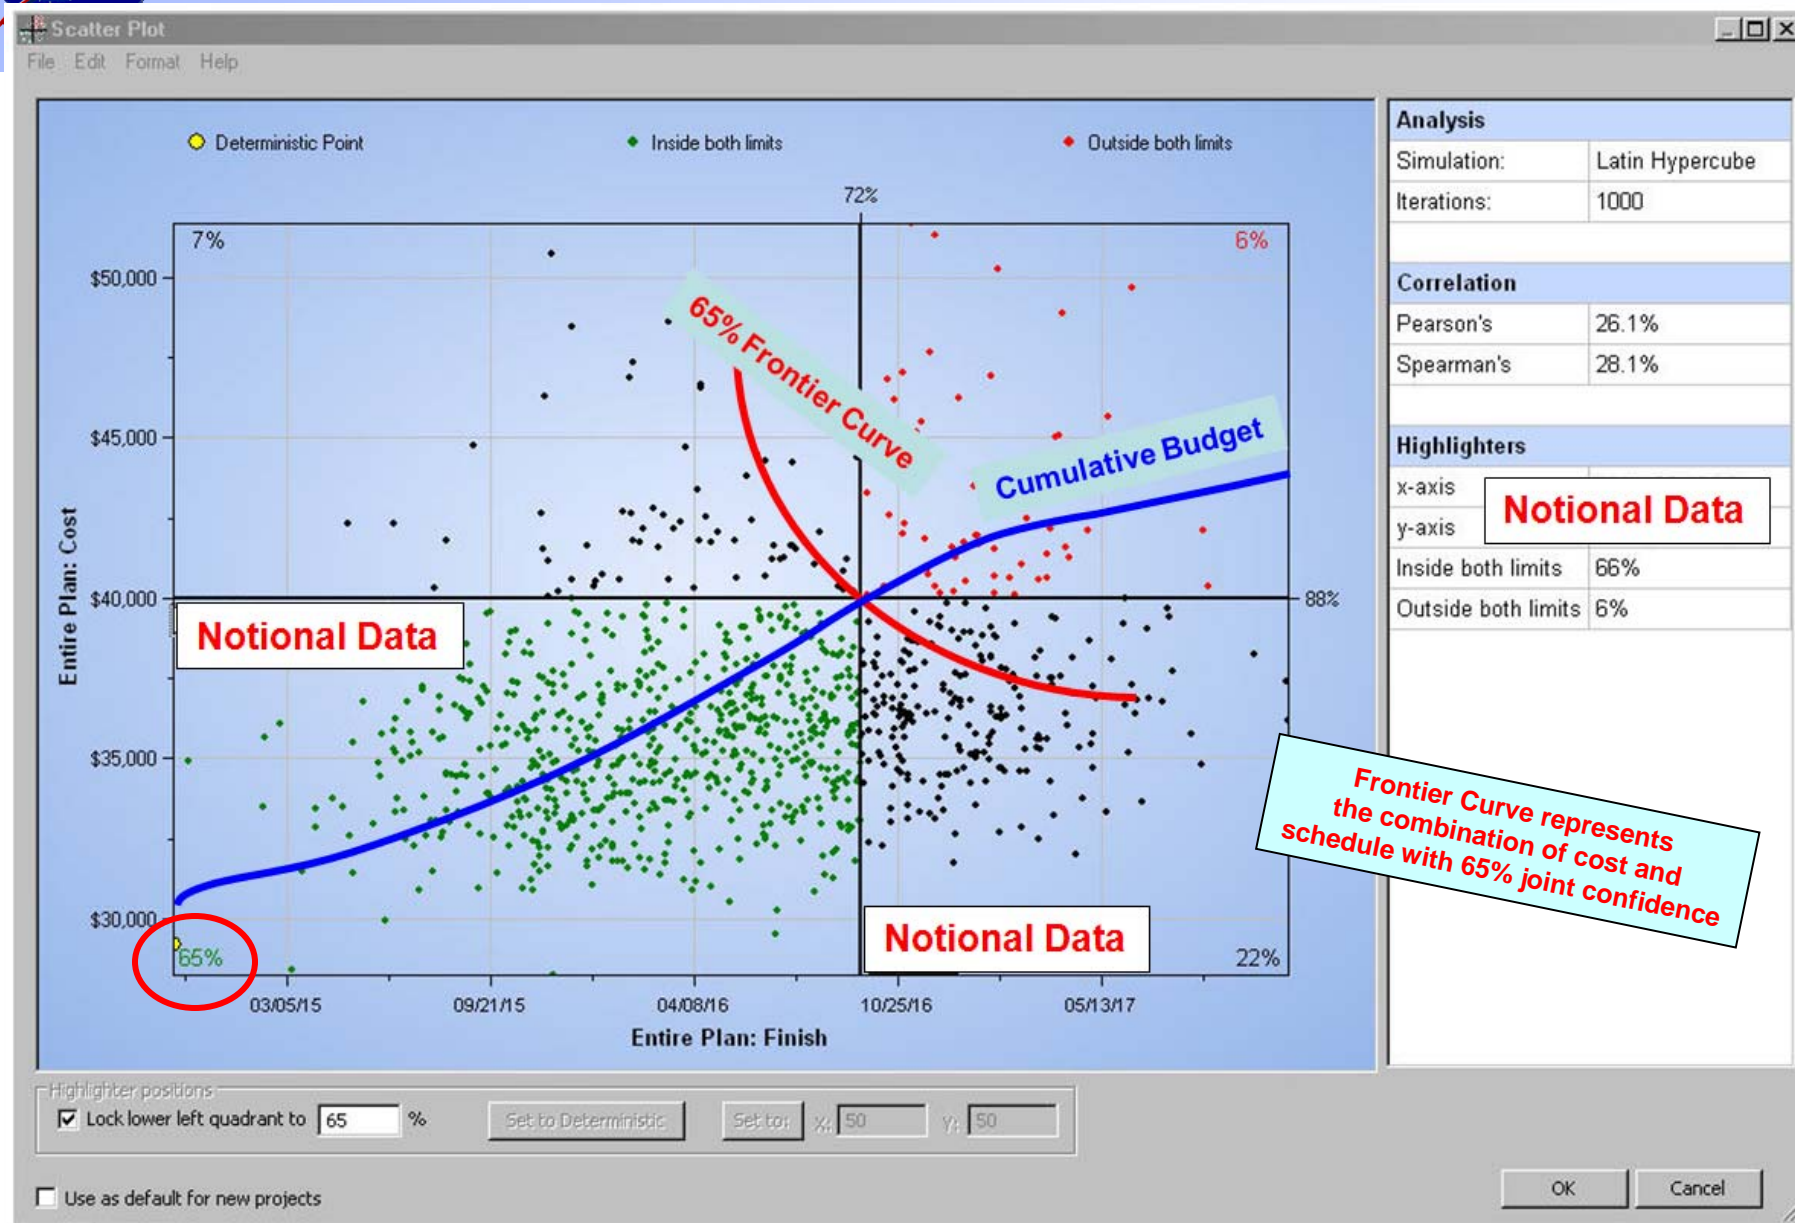 Scatter Plot
File Edit Format Help
Deterministic Point
Inside both limits
Outside both limits
72%
7%
6%
$50,000
$45,000
$40,000
$35,000
$30,000
Entire Plan: Cost
65% Frontier Curve
Cumulative Budget
88%
Notional Data
Notional Data
65%
22%
03/05/15
09/21/15
04/08/16
10/25/16
05/13/17
Entire Plan: Finish
Analysis
Simulation: Latin Hypercube
Iterations: 1000
Correlation
Pearson's 26.1%
Spearman's 28.1%
Highlighters
x-axis
y-axis
Notional Data
Inside both limits 66%
Outside both limits 6%
Frontier Curve represents
the combination of cost and
schedule with 65% joint confidence
Highlighter positions
Lock lower left quadrant to 65 %
Set to Deterministic
Set to: X: 50 Y: 50
Use as default for new projects
OK
Cancel